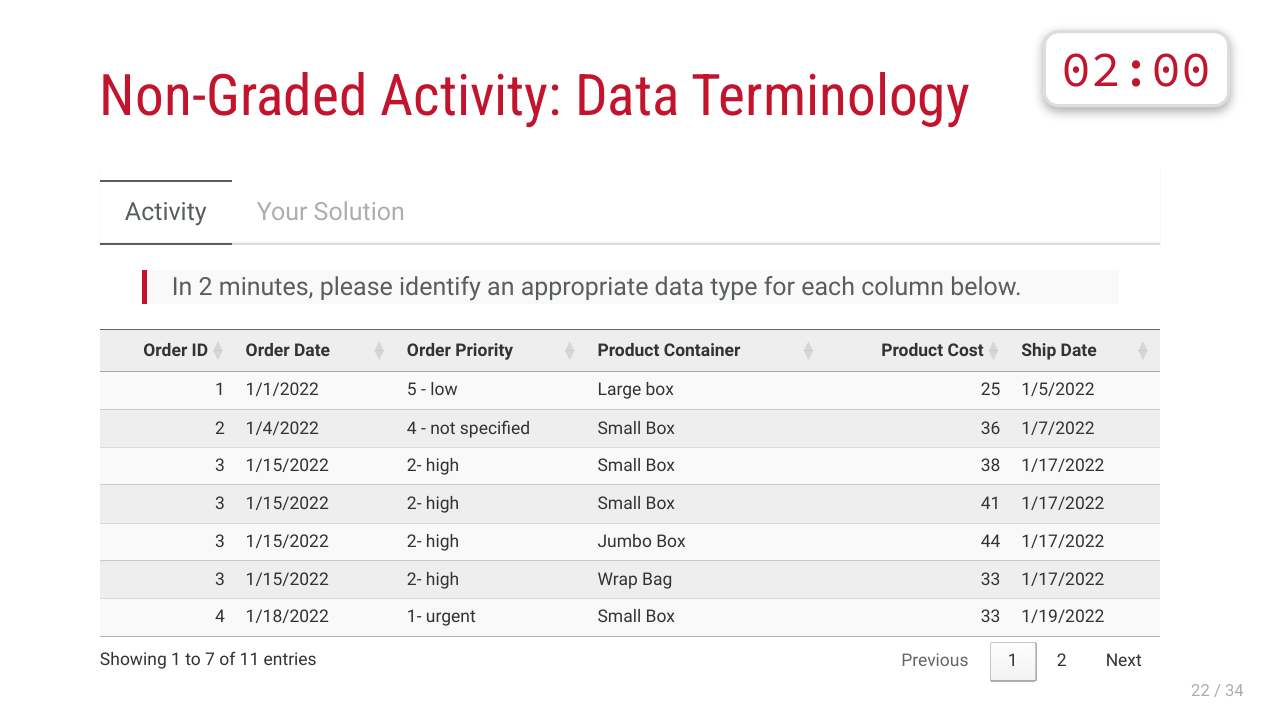 02:00
Non-Graded Activity: Data Terminology
Activity Your Solution
In 2 minutes, please identify an appropriate data type for each column below.
Order ID Order Date Order Priority Product Container Product Cost Ship Date
1 1/1/2022 5 - low Large box 25 1/5/2022
2 1/4/2022 4 - not specified Small Box 36 1/7/2022
3 1/15/2022 2- high Small Box 38 1/17/2022
3 1/15/2022 2- high Small Box 41 1/17/2022
3 1/15/2022 2- high Jumbo Box 44 1/17/2022
3 1/15/2022 2- high Wrap Bag 33 1/17/2022
4 1/18/2022 1- urgent Small Box 33 1/19/2022
Showing 1 to 7 of 11 entries Previous 1 2 Next
22 / 34